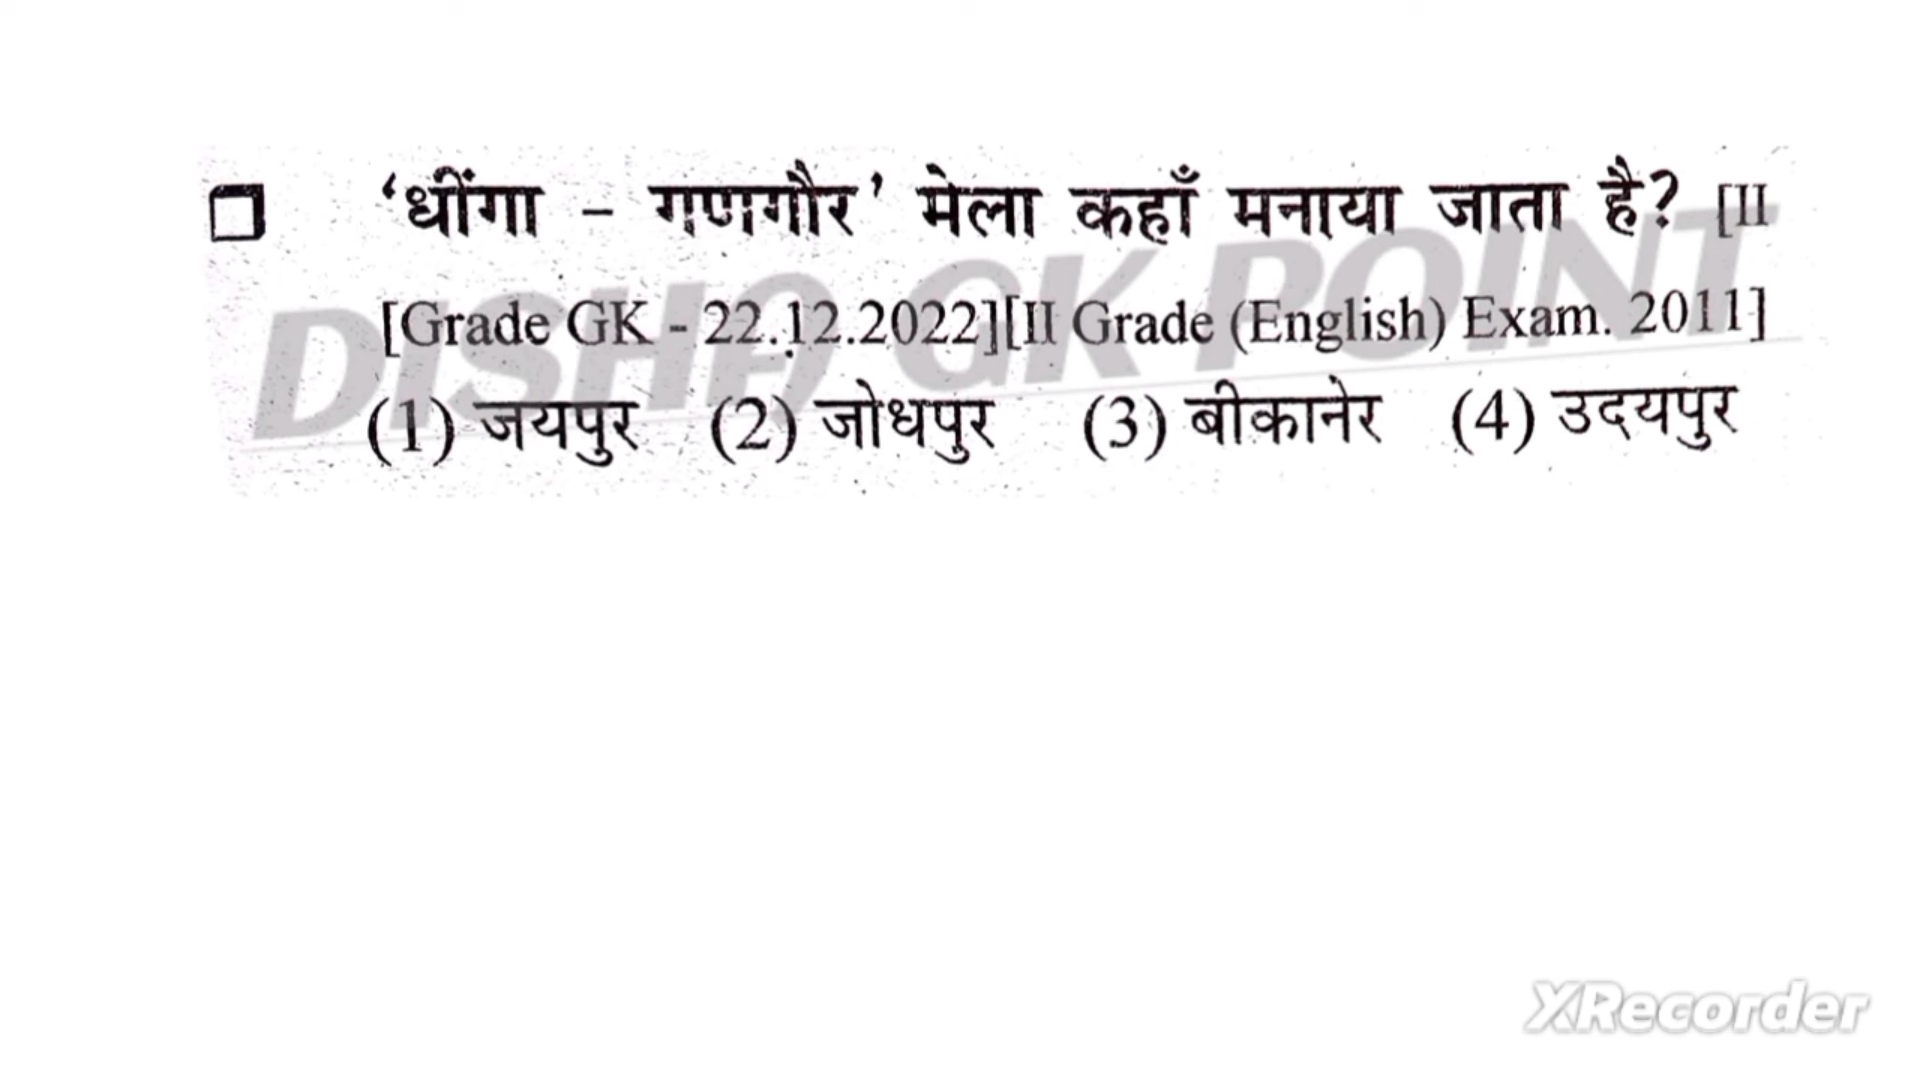 'धींगा - गणगौर' मेला कहाँ मनाया जाता है? [II
[Grade GK - 22.12.2022][II Grade (English) Exam. 2011]
(1) जयपुर (2) जोधपुर (3) बीकानेर (4) उदयपुर
DISHA GK POINT
XRecorder